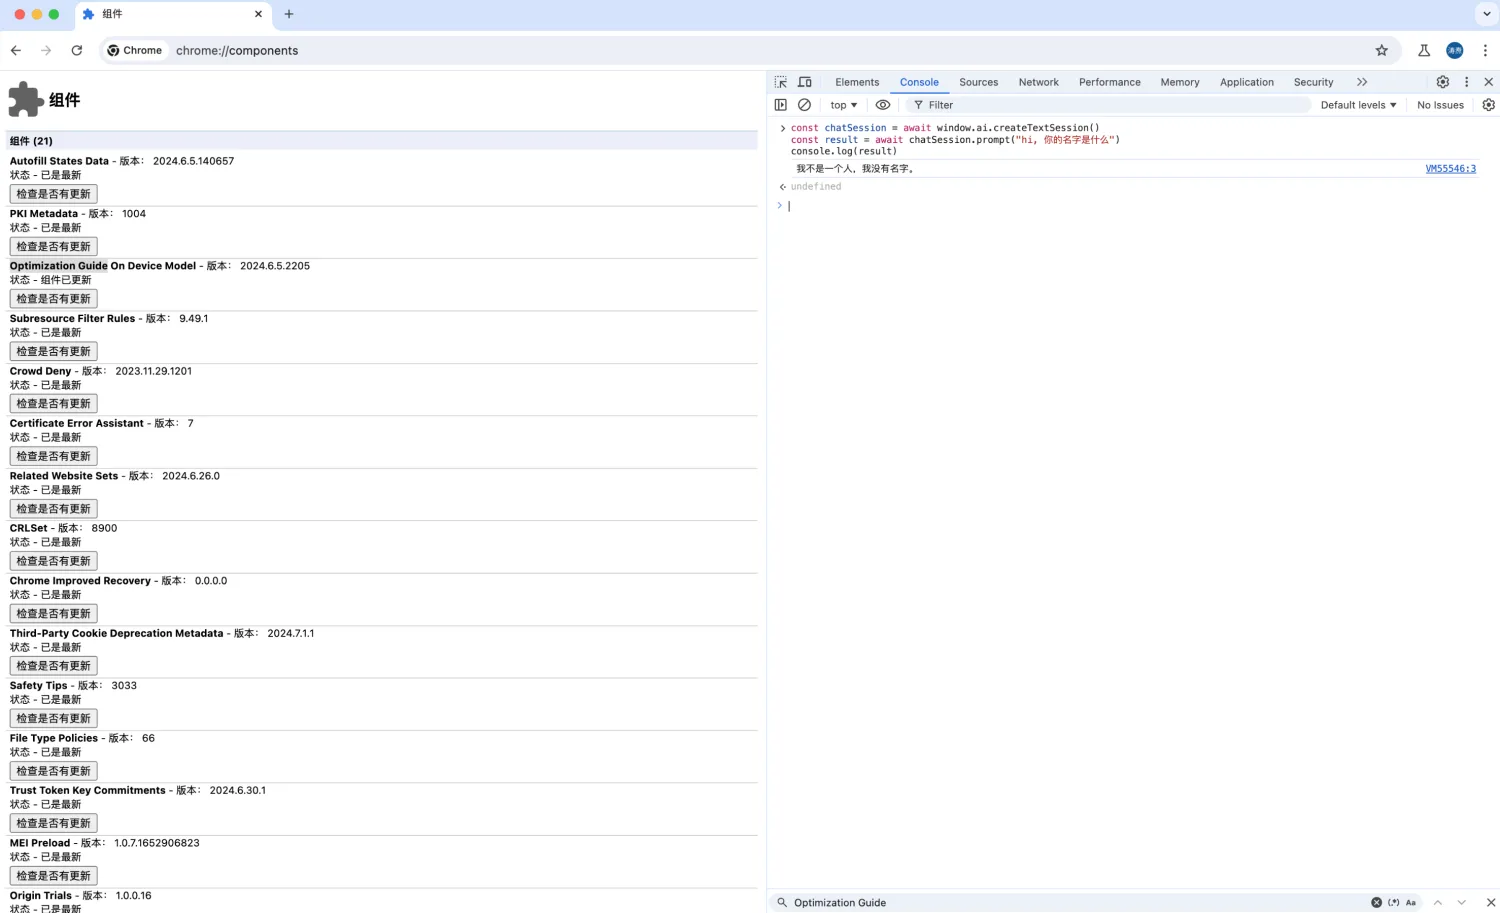 组件
Chrome
chrome://components
组件
组件 (21)
Autofill States Data - 版本： 2024.6.5.140657
状态 - 已是最新
检查是否有更新
PKI Metadata - 版本： 1004
状态 - 已是最新
检查是否有更新
Optimization Guide On Device Model - 版本： 2024.6.5.2205
状态 - 组件已更新
检查是否有更新
Subresource Filter Rules - 版本： 9.49.1
状态 - 已是最新
检查是否有更新
Crowd Deny - 版本： 2023.11.29.1201
状态 - 已是最新
检查是否有更新
Certificate Error Assistant - 版本： 7
状态 - 已是最新
检查是否有更新
Related Website Sets - 版本： 2024.6.26.0
状态 - 已是最新
检查是否有更新
CRLSet - 版本： 8900
状态 - 已是最新
检查是否有更新
Chrome Improved Recovery - 版本： 0.0.0.0
状态 - 已是最新
检查是否有更新
Third-Party Cookie Deprecation Metadata - 版本： 2024.7.1.1
状态 - 已是最新
检查是否有更新
Safety Tips - 版本： 3033
状态 - 已是最新
检查是否有更新
File Type Policies - 版本： 66
状态 - 已是最新
检查是否有更新
Trust Token Key Commitments - 版本： 2024.6.30.1
状态 - 已是最新
检查是否有更新
MEI Preload - 版本： 1.0.7.1652906823
状态 - 已是最新
检查是否有更新
Origin Trials - 版本： 1.0.0.16
状态 - 已是最新
Elements Console Sources Network Performance Memory Application Security
top Filter Default levels No Issues
const chatSession = await window.ai.createTextSession()
const result = await chatSession.prompt("hi, 你的名字是什么")
console.log(result)
我不是一个人，我没有名字。 VM55546:3
undefined
Optimization Guide (.*) Aa